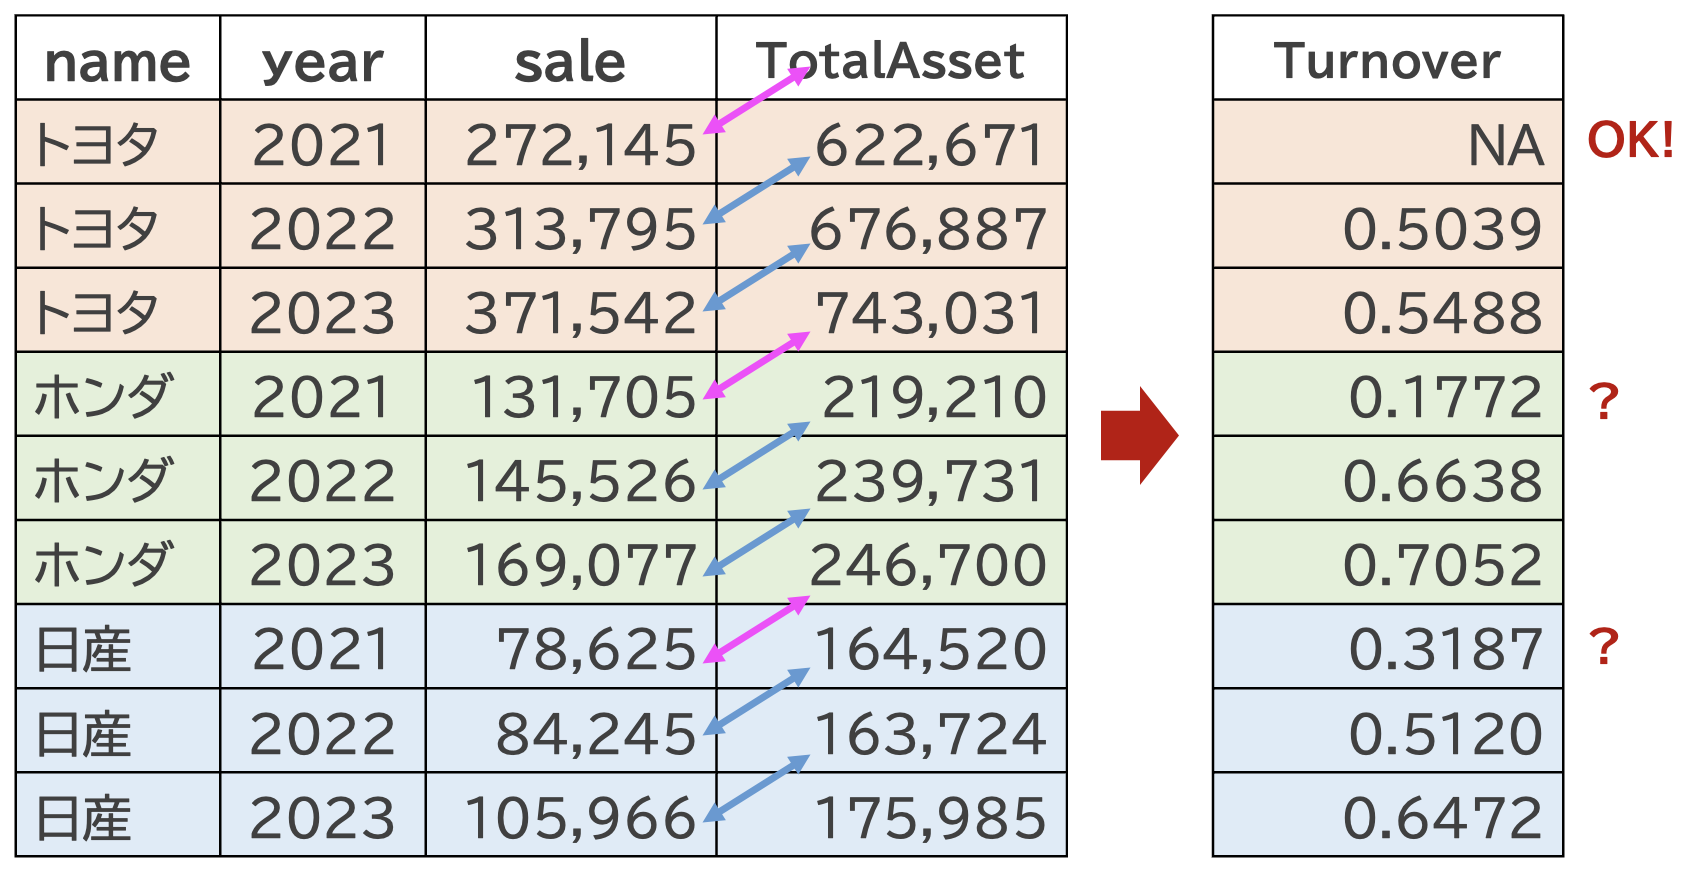 name year sale TotalAsset Turnover
トヨタ 2021 272,145 622,671 NA OK!
トヨタ 2022 313,795 676,887 0.5039
トヨタ 2023 371,542 743,031 0.5488
ホンダ 2021 131,705 219,210 0.1772 ?
ホンダ 2022 145,526 239,731 0.6638
ホンダ 2023 169,077 246,700 0.7052
日産 2021 78,625 164,520 0.3187 ?
日産 2022 84,245 163,724 0.5120
日産 2023 105,966 175,985 0.6472